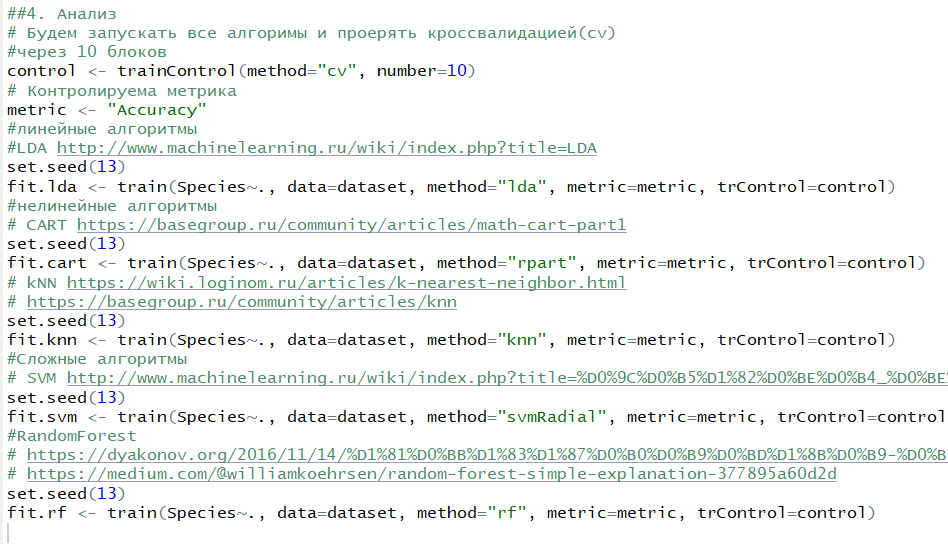 ##4. Анализ
# Будем запускать все алгоримы и проерять кроссвалидацией(cv)
#через 10 блоков
control <- trainControl(method="cv", number=10)
# Контролируема метрика
metric <- "Accuracy"
#линейные алгоритмы
#LDA http://www.machinelearning.ru/wiki/index.php?title=LDA
set.seed(13)
fit.lda <- train(Species~., data=dataset, method="lda", metric=metric, trControl=control)
#нелинейные алгоритмы
# CART https://basegroup.ru/community/articles/math-cart-part1
set.seed(13)
fit.cart <- train(Species~., data=dataset, method="rpart", metric=metric, trControl=control)
# kNN https://wiki.loginom.ru/articles/k-nearest-neighbor.html
# https://basegroup.ru/community/articles/knn
set.seed(13)
fit.knn <- train(Species~., data=dataset, method="knn", metric=metric, trControl=control)
#Сложные алгоритмы
# SVM http://www.machinelearning.ru/wiki/index.php?title=%D0%9C%D0%B5%D1%82%D0%BE%D0%B4_%D0%BE
set.seed(13)
fit.svm <- train(Species~., data=dataset, method="svmRadial", metric=metric, trControl=control
#RandomForest
# https://dyakonov.org/2016/11/14/%D1%81%D0%BB%D1%83%D1%87%D0%B0%D0%B9%D0%BD%D1%8B%D0%B9-%D0%B
# https://medium.com/@williamkoehrsen/random-forest-simple-explanation-377895a60d2d
set.seed(13)
fit.rf <- train(Species~., data=dataset, method="rf", metric=metric, trControl=control)